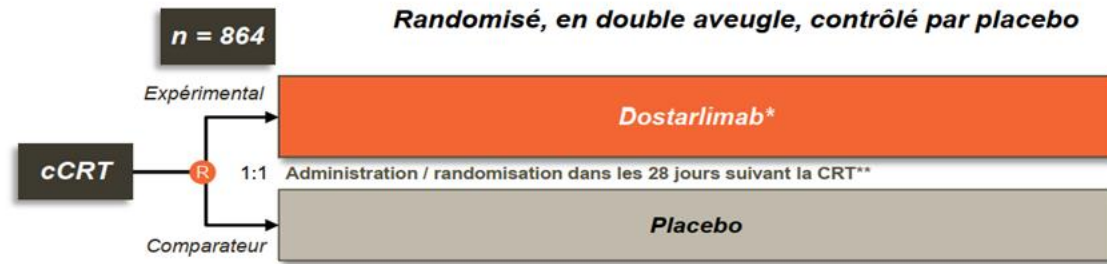 Randomisé, en double aveugle, contrôlé par placebo
n = 864
Expérimental
Dostarlimab*
cCRT
R
1:1
Administration / randomisation dans les 28 jours suivant la CRT**
Placebo
Comparateur